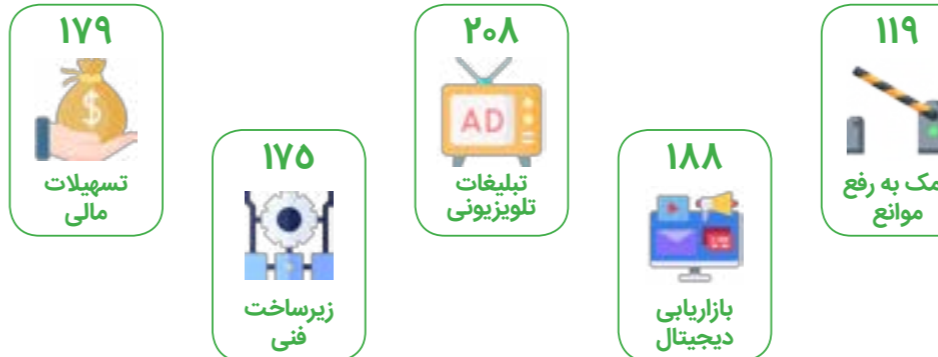 ۱۱۹
مک به رفع
موانع
۱۸۸
بازاریابی
دیجیتال
۲۰۸
AD
تبلیغات
تلویزیونی
۱۷۵
زیرساخت
فنی
۱۷۹
$
تسهیلات
مالی